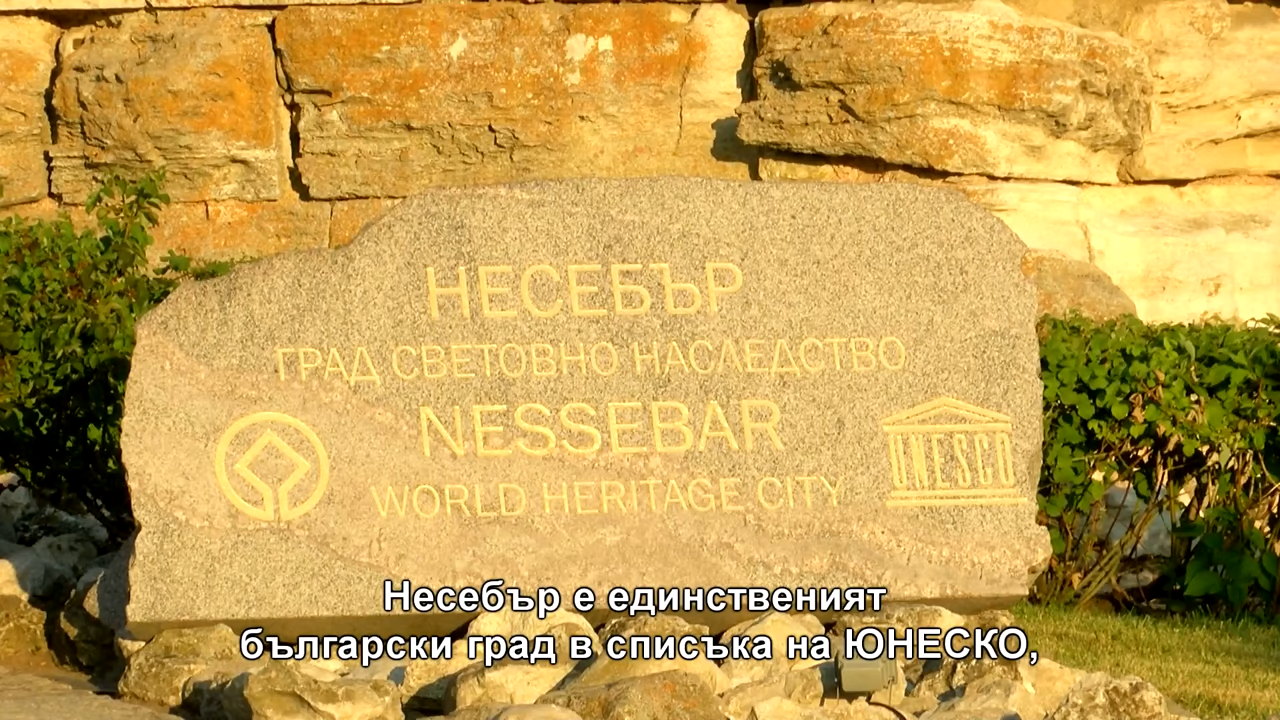 НЕСЕБЪР
ГРАД СВЕТОВНО НАСЛЕДСТВО
NESSEBAR
WORLD HERITAGE CITY
UNESCO
Несебър е единственият
български град в списъка на ЮНЕСКО,